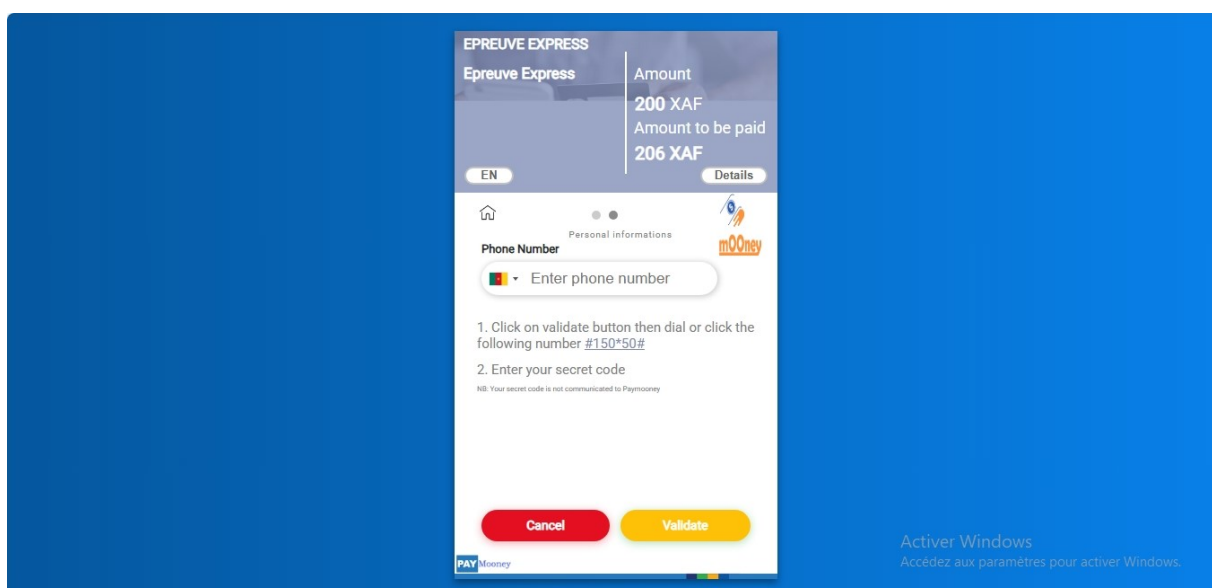 EPREUVE EXPRESS
Epreuve Express
Amount
200 XAF
Amount to be paid
206 XAF
EN
Details
Personal informations
mOOney
Phone Number
Enter phone number
1. Click on validate button then dial or click the
following number #150*50#
2. Enter your secret code
NB: Your secret code is not communicated to Paymooney
Cancel
Validate
PAY Mooney
Activer Windows
Accédez aux paramètres pour activer Windows.